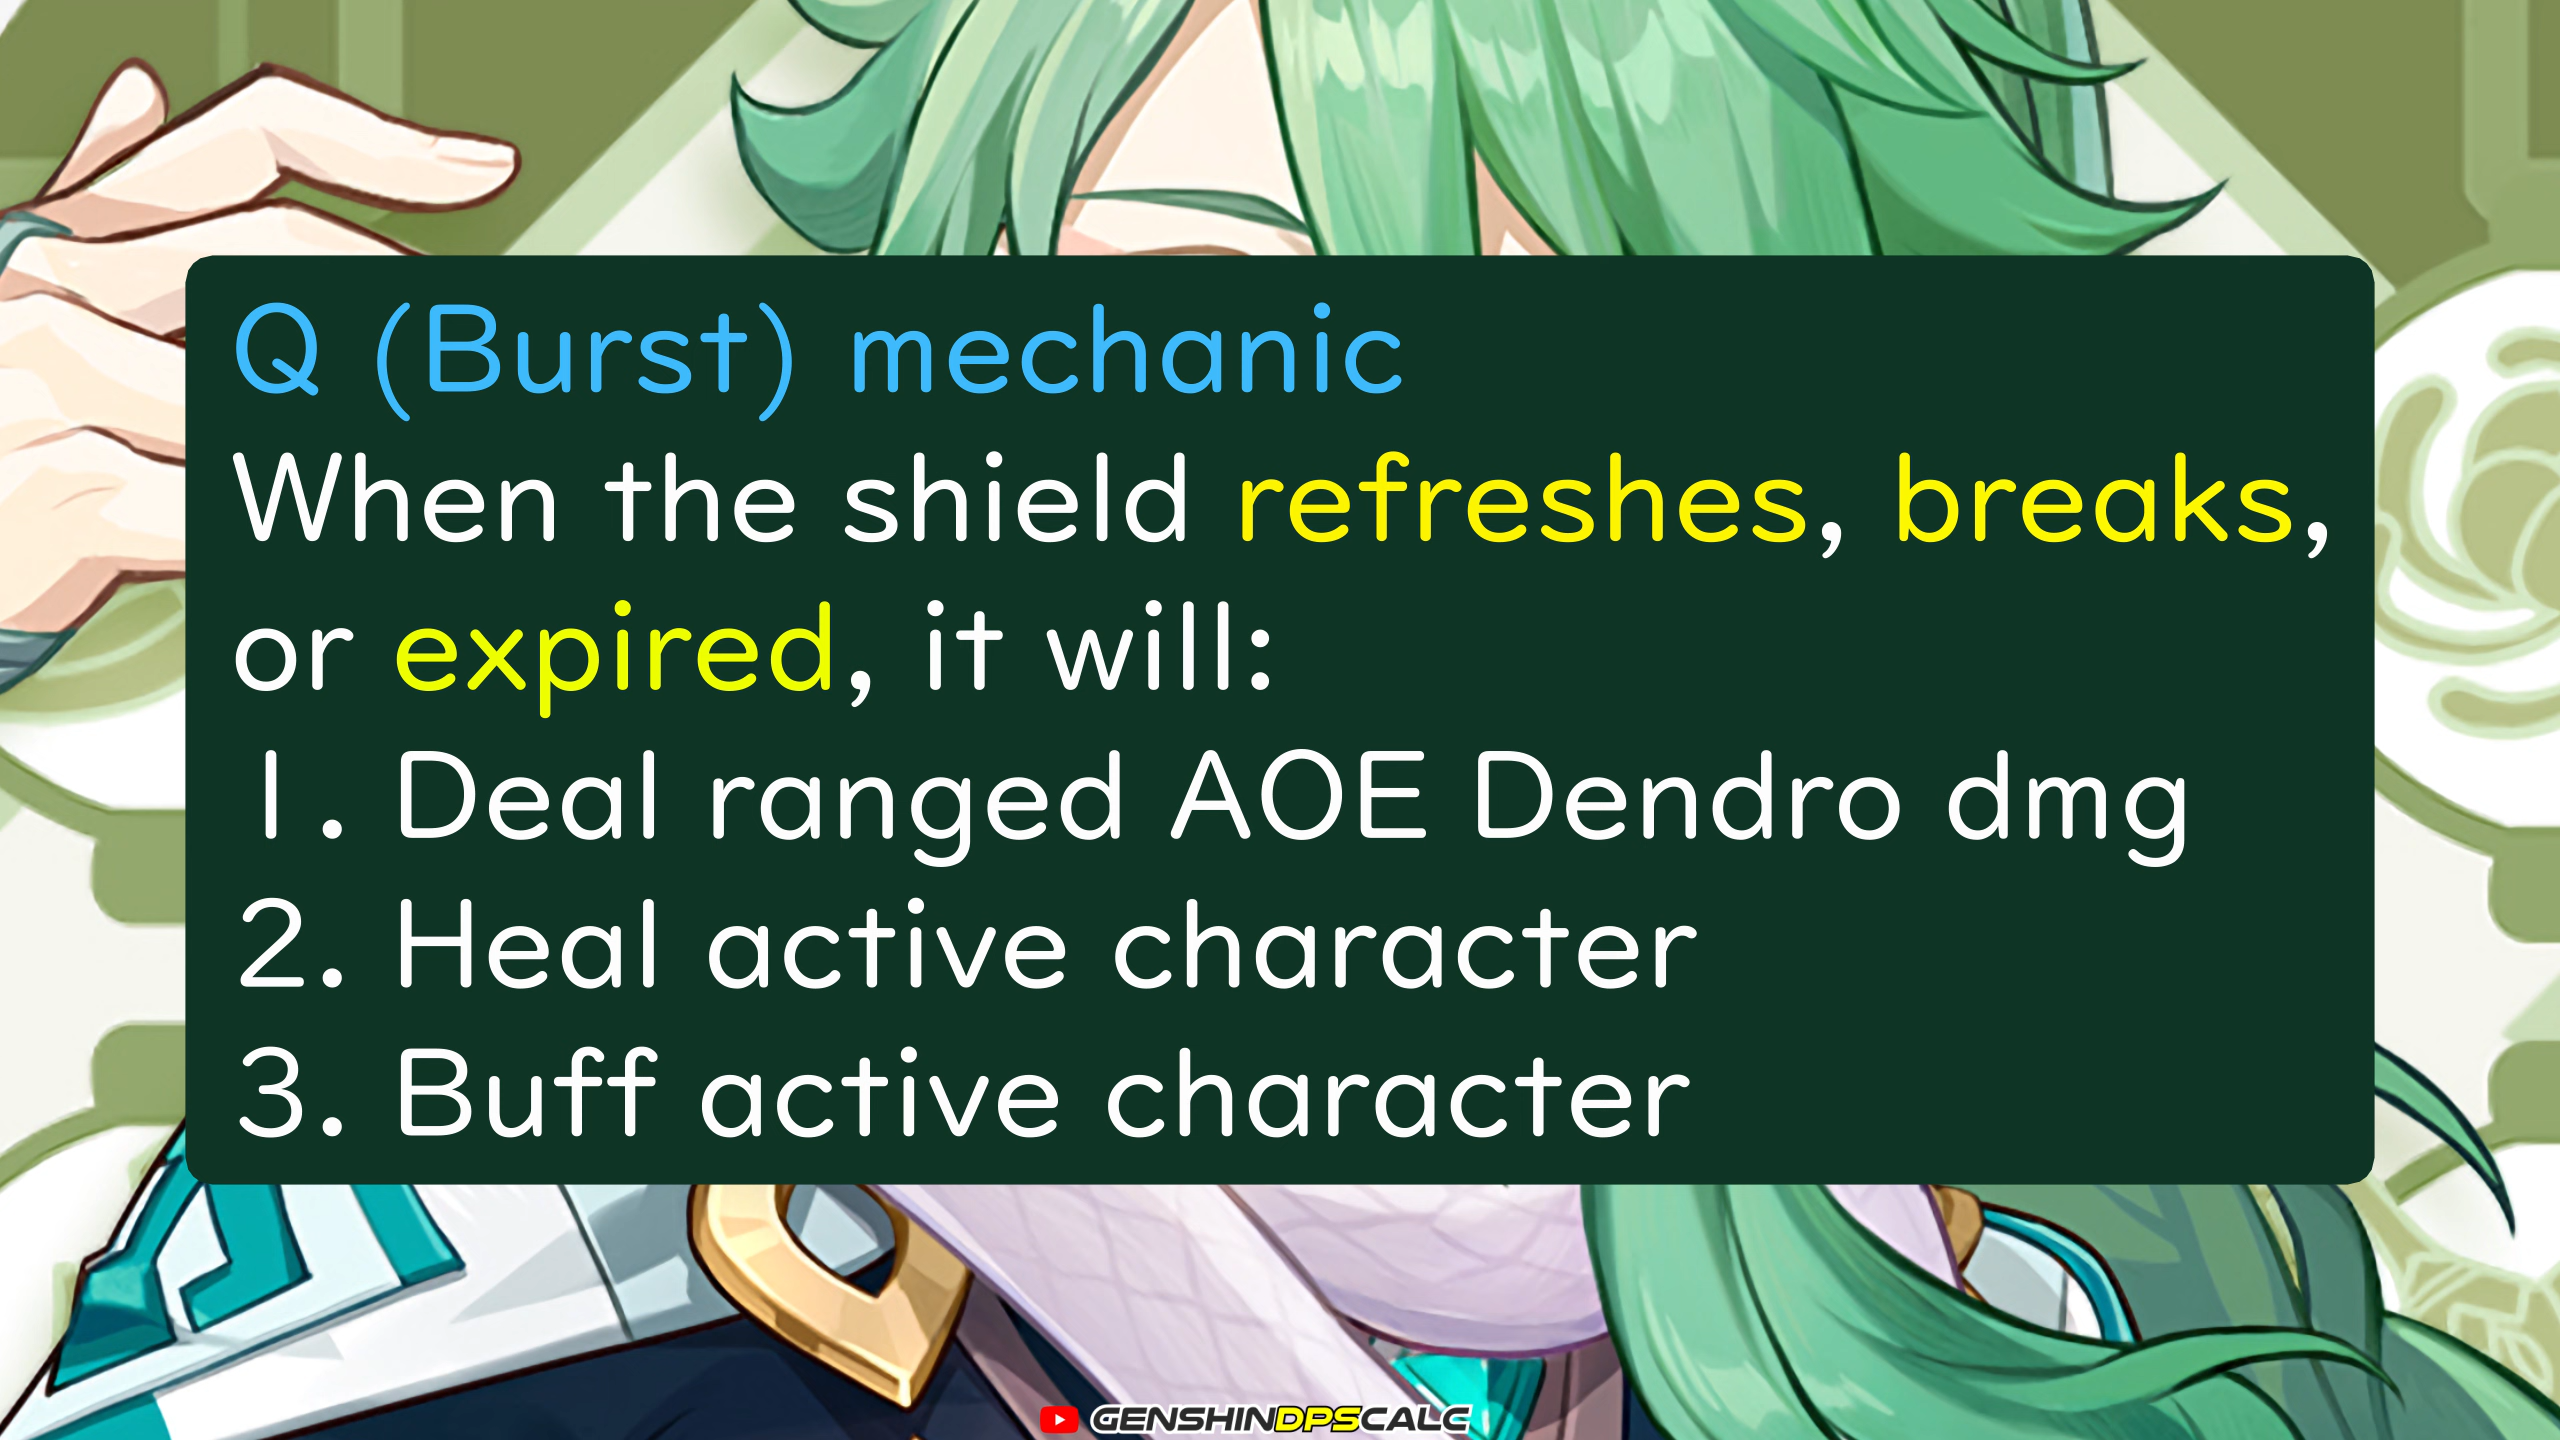 Q (Burst) mechanic
When the shield refreshes, breaks,
or expired, it will:
1. Deal ranged AOE Dendro dmg
2. Heal active character
3. Buff active character
GENSHINDPSCALC